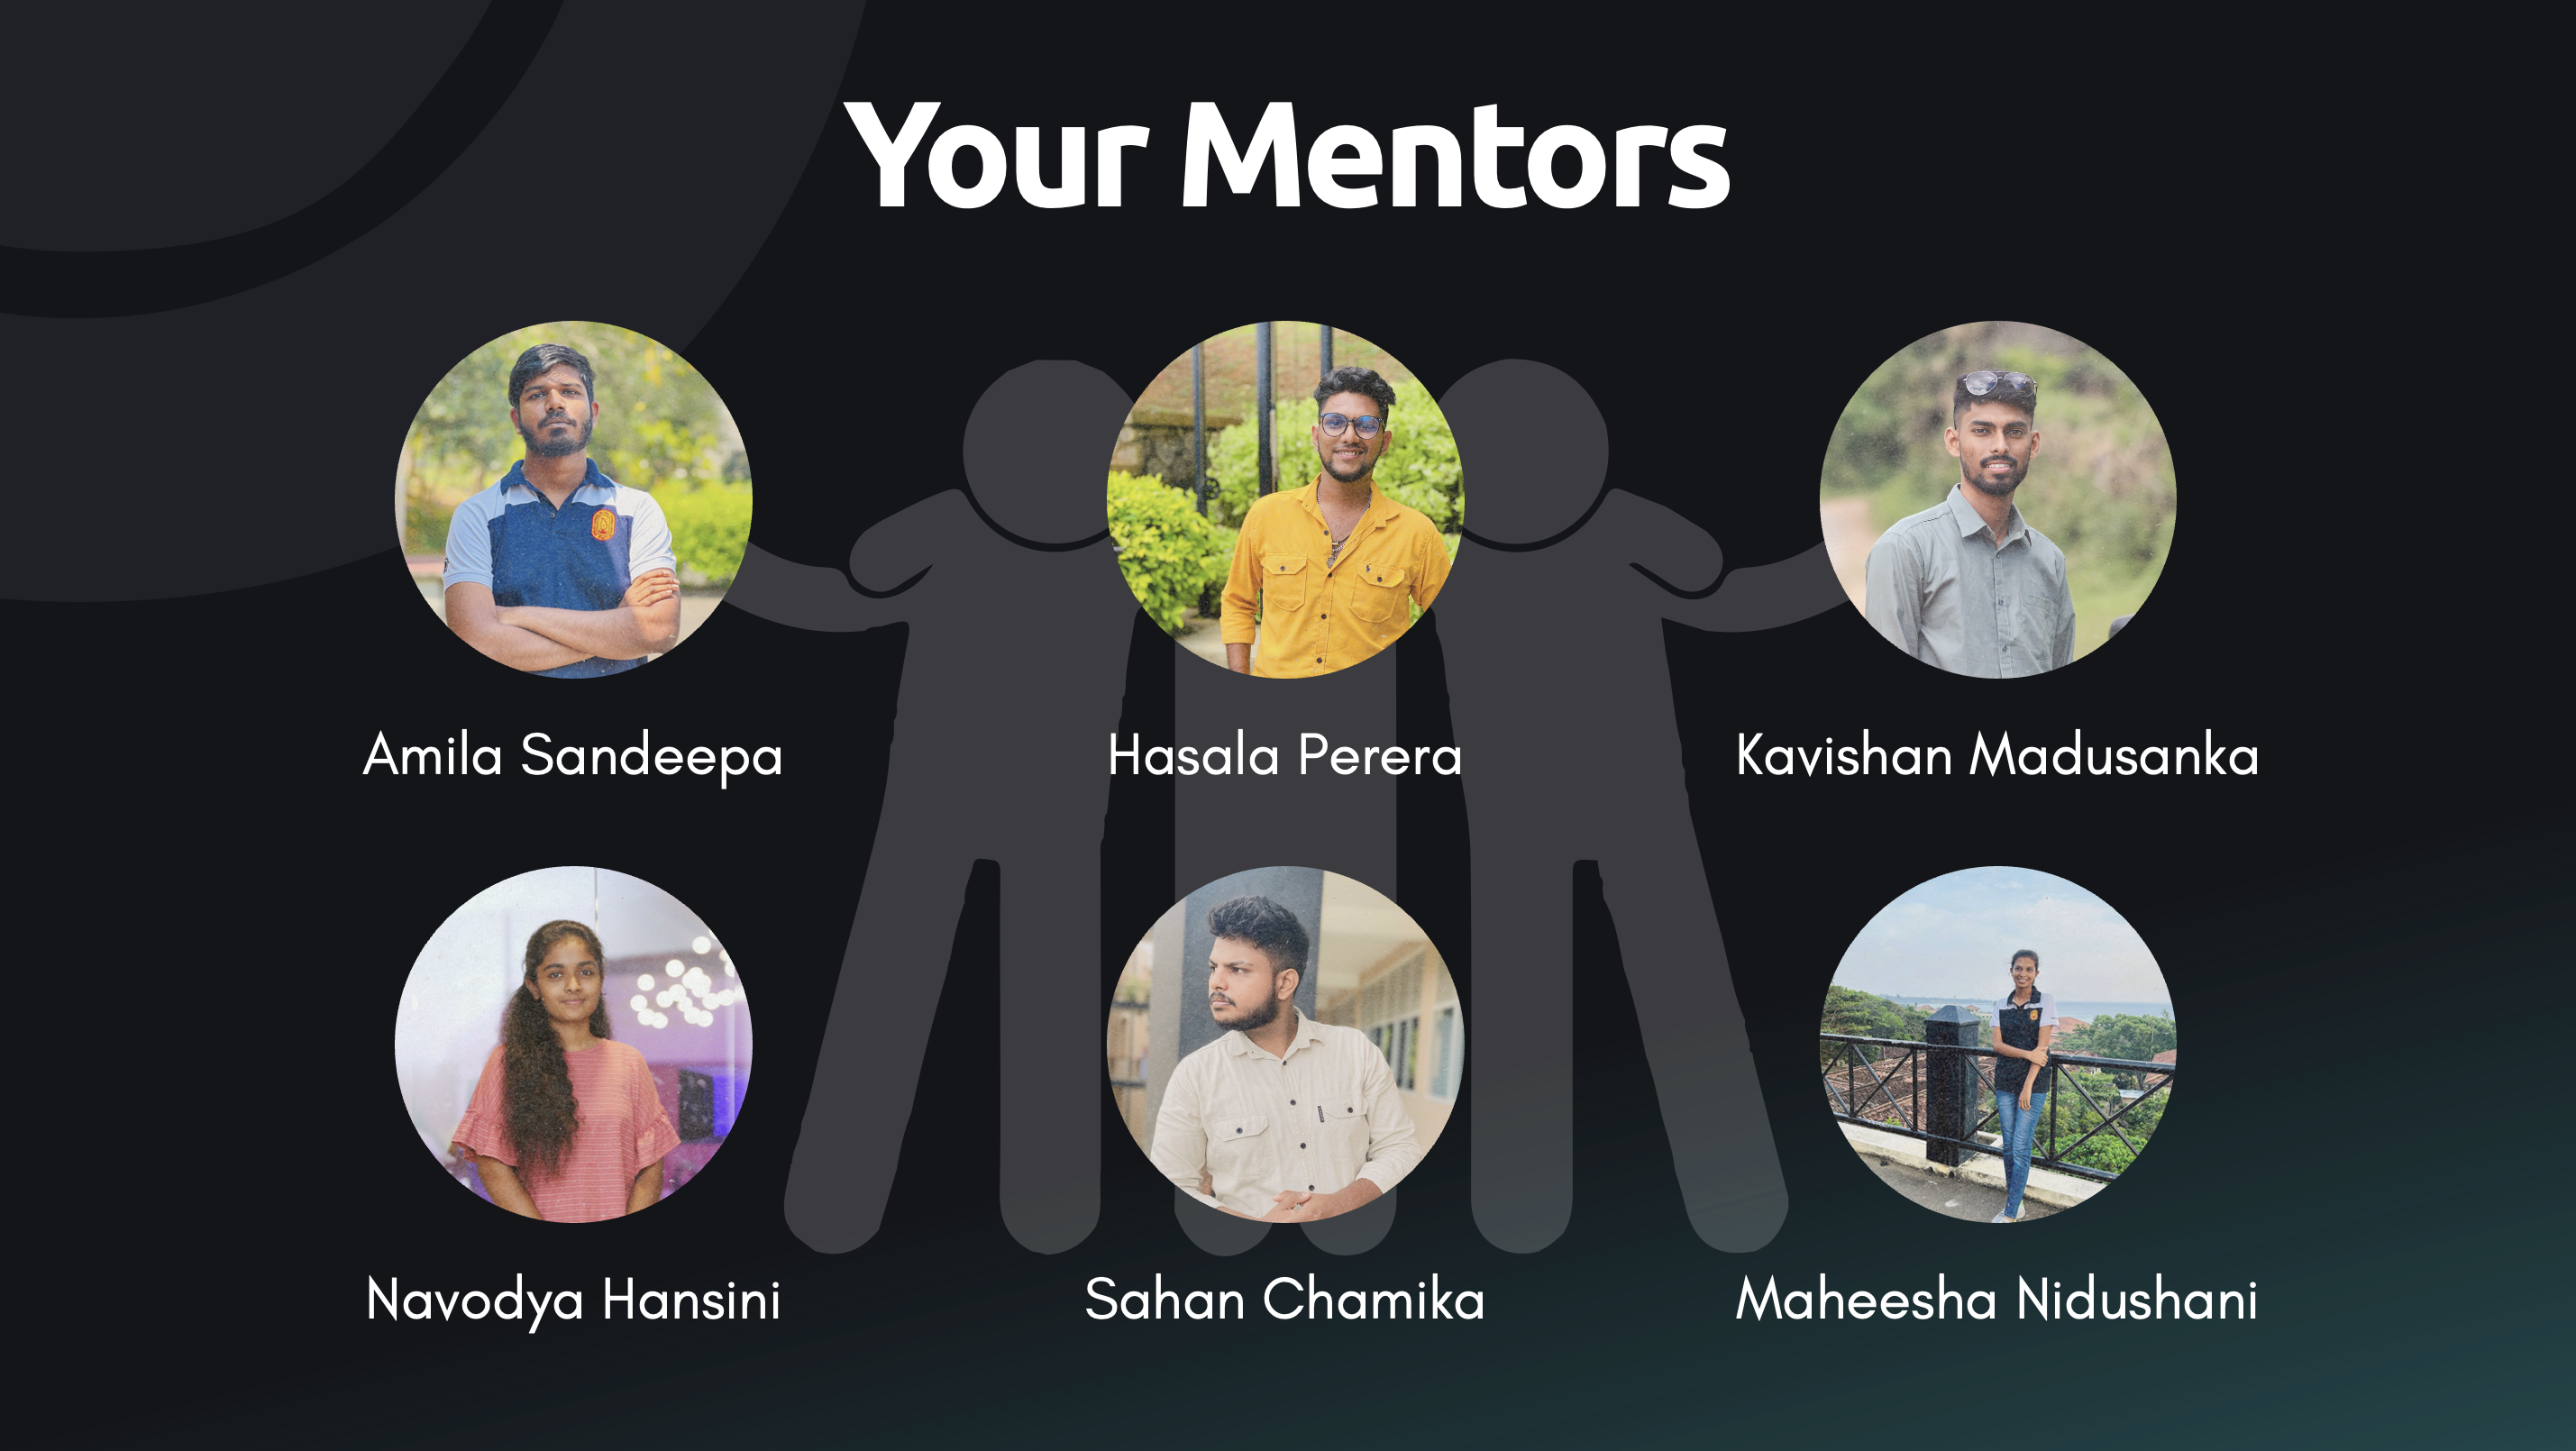 Your Mentors
Amila Sandeepa
Hasala Perera
Kavishan Madusanka
Navodya Hansini
Sahan Chamika
Maheesha Nidushani